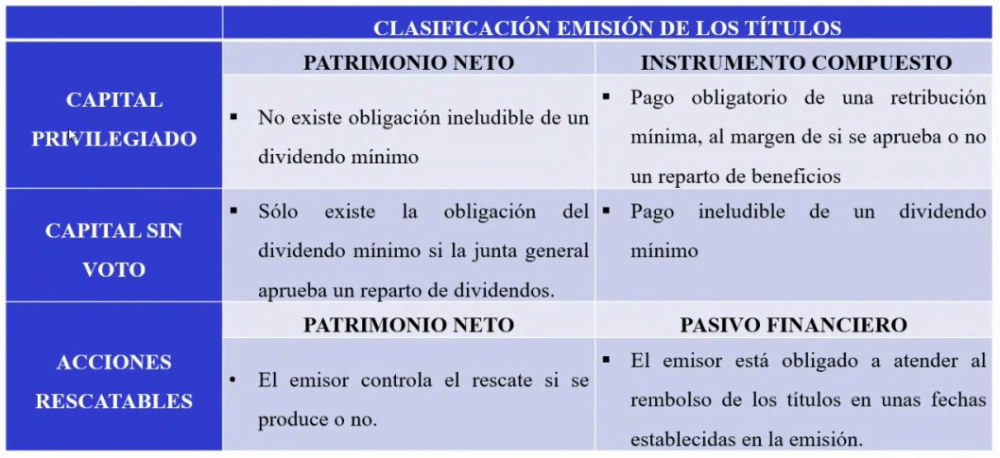 CLASIFICACIÓN EMISIÓN DE LOS TÍTULOS
PATRIMONIO NETO
INSTRUMENTO COMPUESTO
CAPITAL
PRIVILEGIADO
▪ No existe obligación ineludible de un
dividendo mínimo
▪ Pago obligatorio de una retribución
mínima, al margen de si se aprueba o no
un reparto de beneficios
CAPITAL SIN
VOTO
▪ Sólo existe la obligación del
dividendo mínimo si la junta general
aprueba un reparto de dividendos.
▪ Pago ineludible de un dividendo
mínimo
PATRIMONIO NETO
PASIVO FINANCIERO
ACCIONES
RESCATABLES
• El emisor controla el rescate si se
produce o no.
▪ El emisor está obligado a atender al
rembolso de los títulos en unas fechas
establecidas en la emisión.